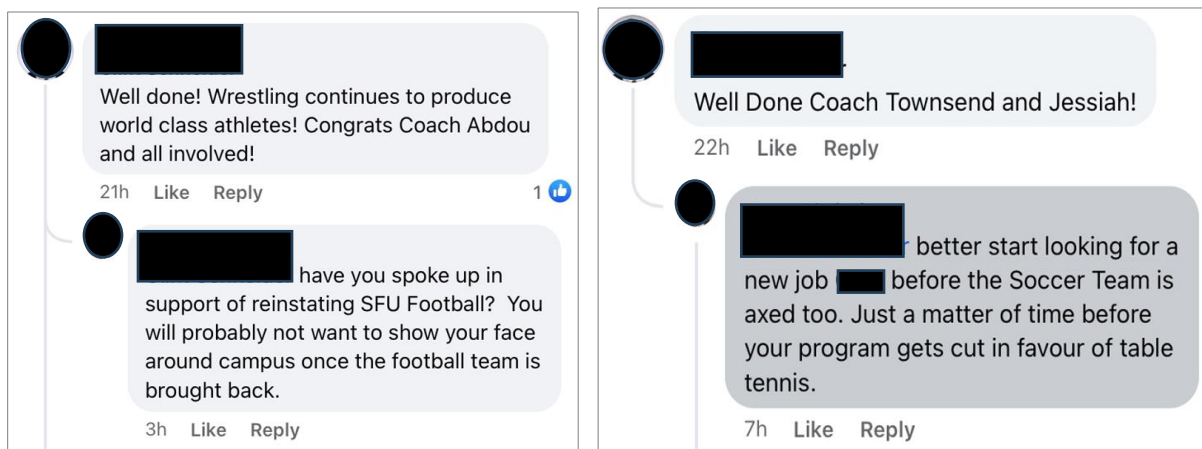 Well done! Wrestling continues to produce
world class athletes! Congrats Coach Abdou
and all involved!
21h Like Reply 1
have you spoke up in
support of reinstating SFU Football? You
will probably not want to show your face
around campus once the football team is
brought back.
3h Like Reply
Well Done Coach Townsend and Jessiah!
22h Like Reply
better start looking for a
new job before the Soccer Team is
axed too. Just a matter of time before
your program gets cut in favour of table
tennis.
7h Like Reply